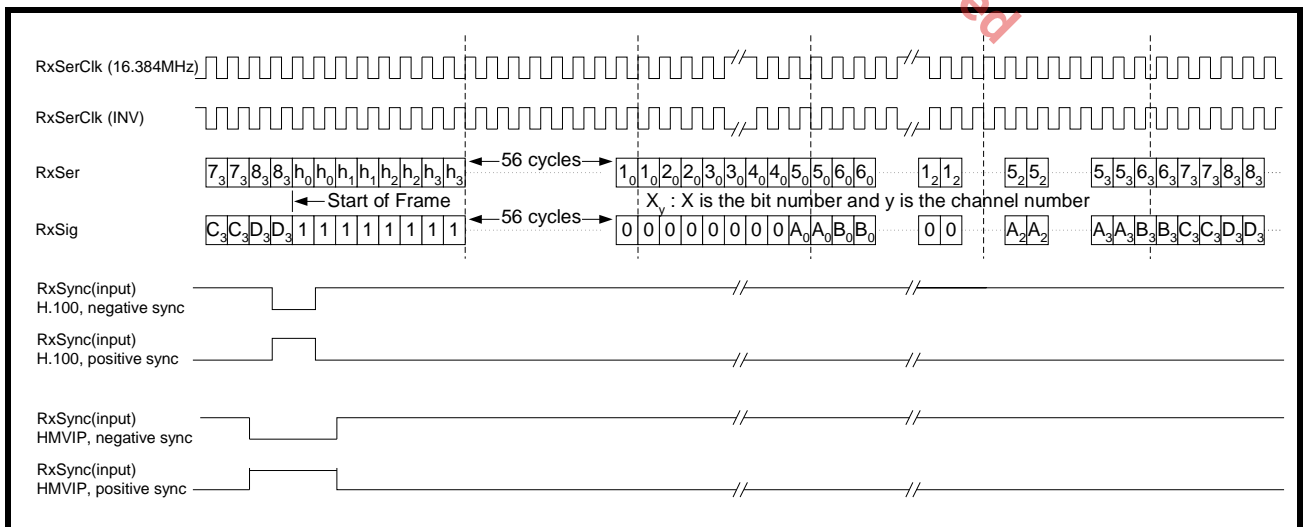 ed
RxSerClk (16.384MHz)
RxSerClk (INV)
RxSer 7₃ 7₃ 8₃ 8₃ h₀ h₀ h₁ h₁ h₂ h₂ h₃ h₃ 56 cycles 1₀ 1₀ 2₀ 2₀ 3₀ 3₀ 4₀ 4₀ 5₀ 5₀ 6₀ 6₀ 1₂ 1₂ 5₂ 5₂ 5₃ 5₃ 6₃ 6₃ 7₃ 7₃ 8₃ 8₃
Start of Frame X_y : X is the bit number and y is the channel number
RxSig C₃ C₃ D₃ D₃ 1 1 1 1 1 1 1 1 56 cycles 0 0 0 0 0 0 0 0 A₀ A₀ B₀ B₀ 0 0 A₂ A₂ A₃ A₃ B₃ B₃ C₃ C₃ D₃ D₃
RxSync(input)
H.100, negative sync
RxSync(input)
H.100, positive sync
RxSync(input)
HMVIP, negative sync
RxSync(input)
HMVIP, positive sync